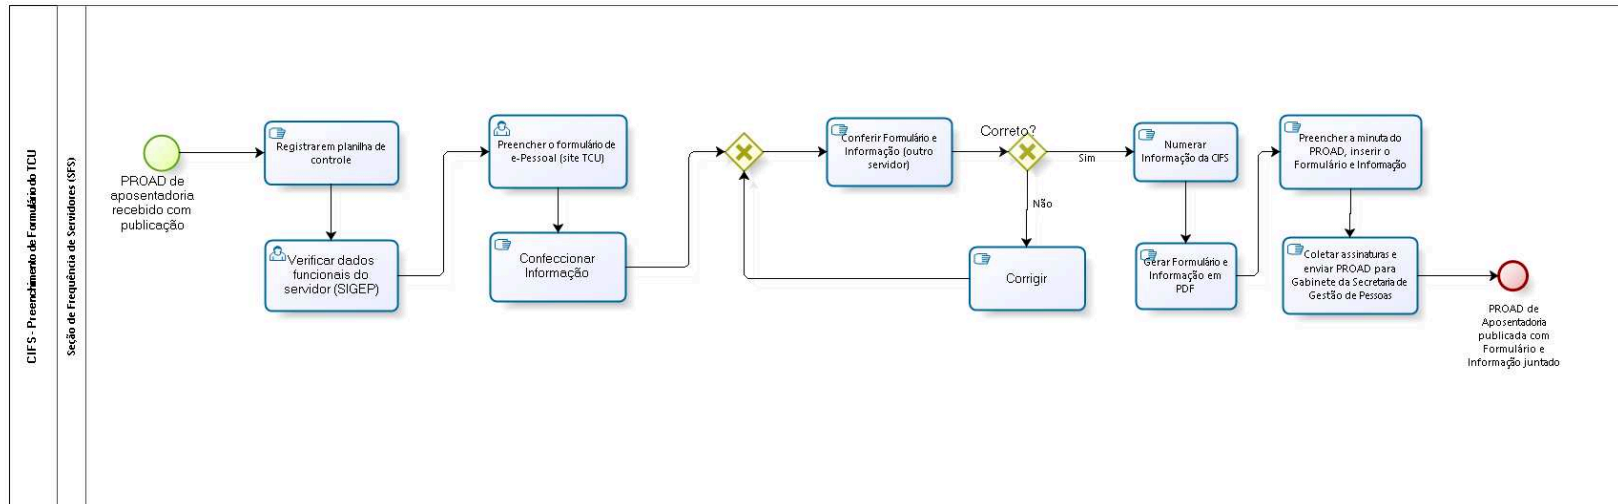 CIFS - Preenchimento de Formulário do TCU
Seção de Frequência de Servidores (SFS)
PROAD de
aposentadoria
recebido com
publicação
Registrar em planilha de
controle
Verificar dados
funcionais do
servidor (SIGEP)
Preencher o formulário de
e-Pessoal (site TCU)
Confeccionar
Informação
Conferir Formulário e
Informação (outro
servidor)
Correto?
Sim
Não
Corrigir
Numerar
Informação da CIFS
Gerar Formulário e
Informação em
PDF
Preencher a minuta do
PROAD, inserir o
Formulário e Informação
Coletar assinaturas e
enviar PROAD para
Gabinete da Secretaria de
Gestão de Pessoas
PROAD de
Aposentadoria
publicada com
Formulário e
Informação juntado